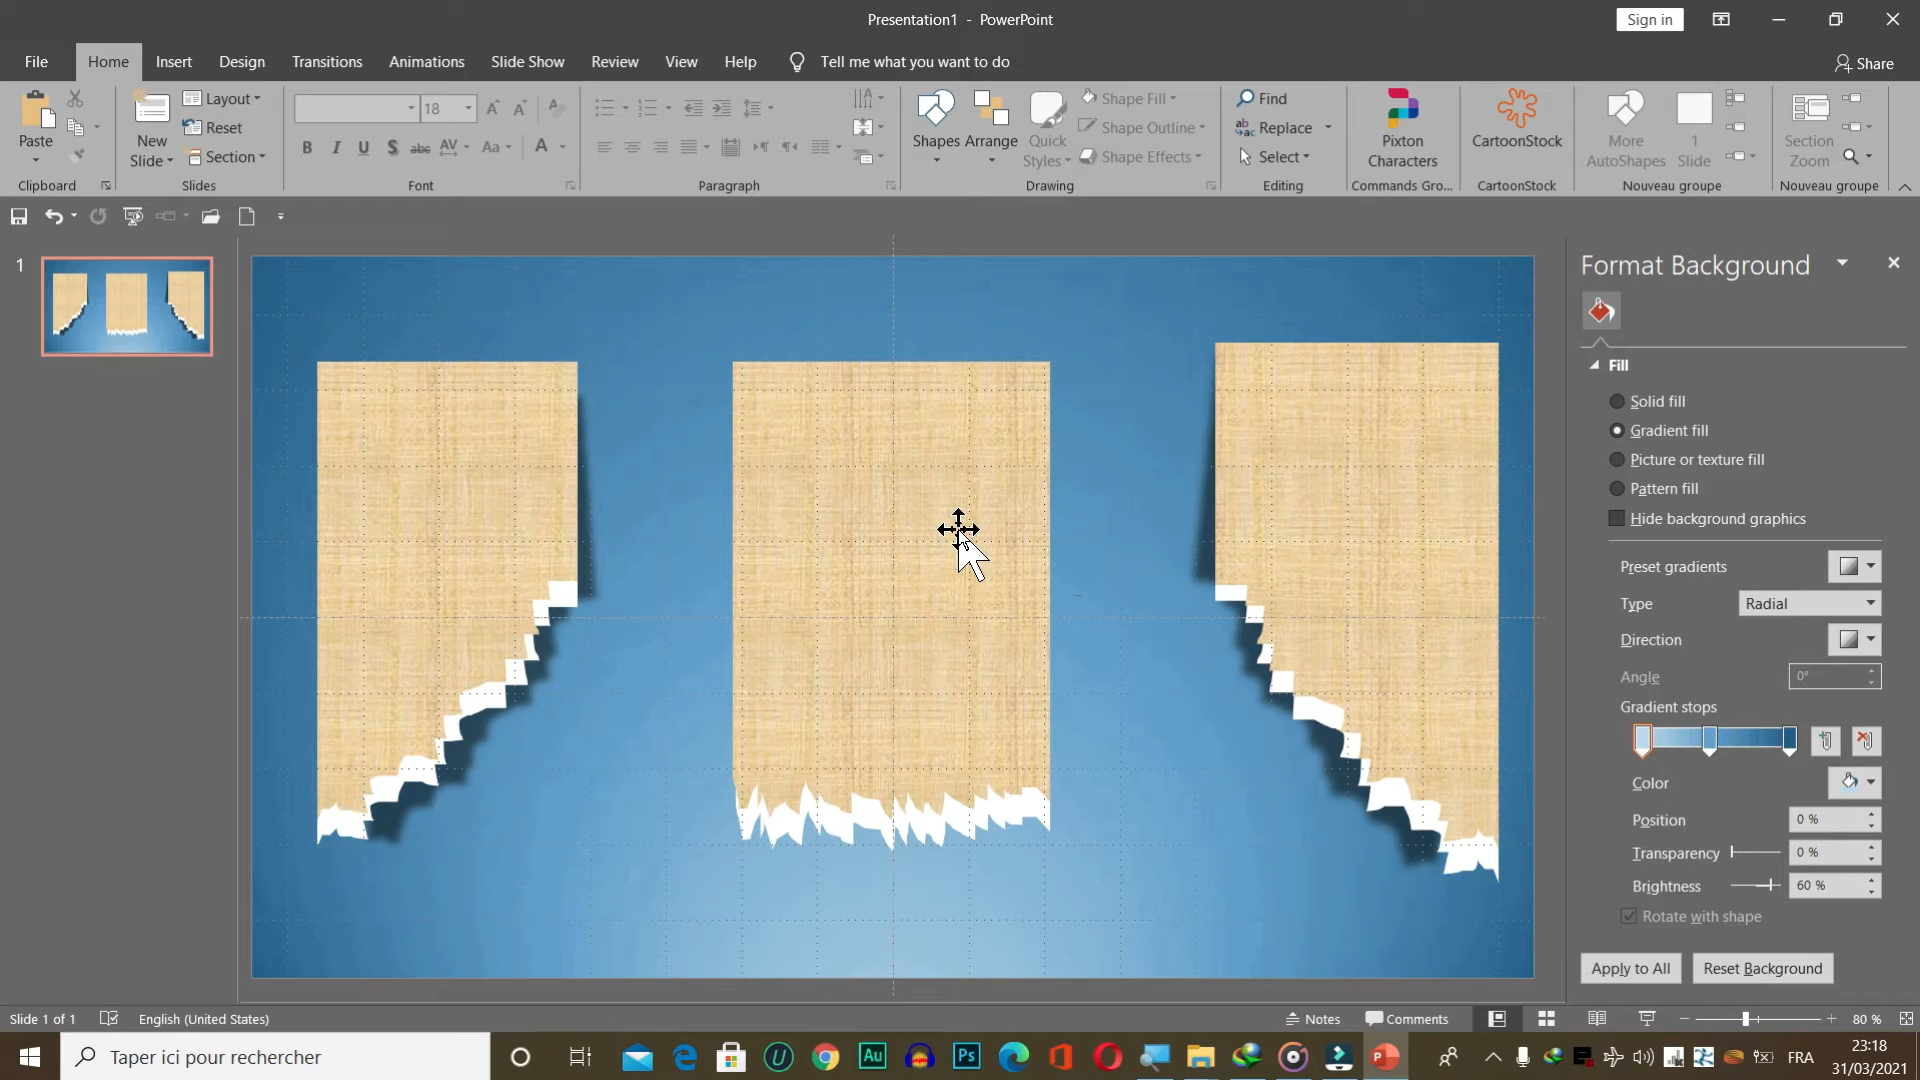 Presentation1 - PowerPoint
Sign in
File Home Insert Design Transitions Animations Slide Show Review View Help Tell me what you want to do
Share
Paste
Clipboard
New Slide
Layout
Reset
Section
Slides
18
B I U S abc AV Aa A
Font
Paragraph
Shapes
Arrange
Quick Styles
Shape Fill
Shape Outline
Shape Effects
Drawing
Find
Replace
Select
Editing
Pixton Characters
Commands Gro...
CartoonStock
CartoonStock
More AutoShapes
1 Slide
Nouveau groupe
Section Zoom
Nouveau groupe
1
Format Background
Fill
Solid fill
Gradient fill
Picture or texture fill
Pattern fill
Hide background graphics
Preset gradients
Type Radial
Direction
Angle 0°
Gradient stops
Color
Position 0 %
Transparency 0 %
Brightness 60 %
Rotate with shape
Apply to All Reset Background
Slide 1 of 1 English (United States) Notes Comments 80 %
Taper ici pour rechercher
Au
Ps
FRA
23:18
31/03/2021